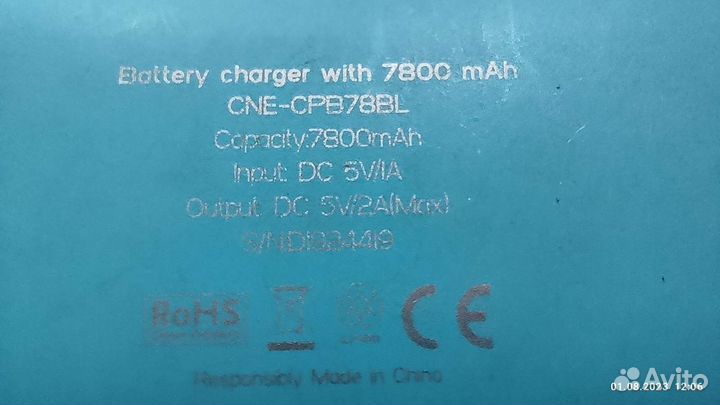 Battery charger with 7800 mAh
CNE-CPB78BL
Capacity:7800mAh
Input: DC 5V/1A
Output: DC 5V/2A(Max)
RoHS
CE
Responsibly Made in China
Avito
01.08.2023 12:06